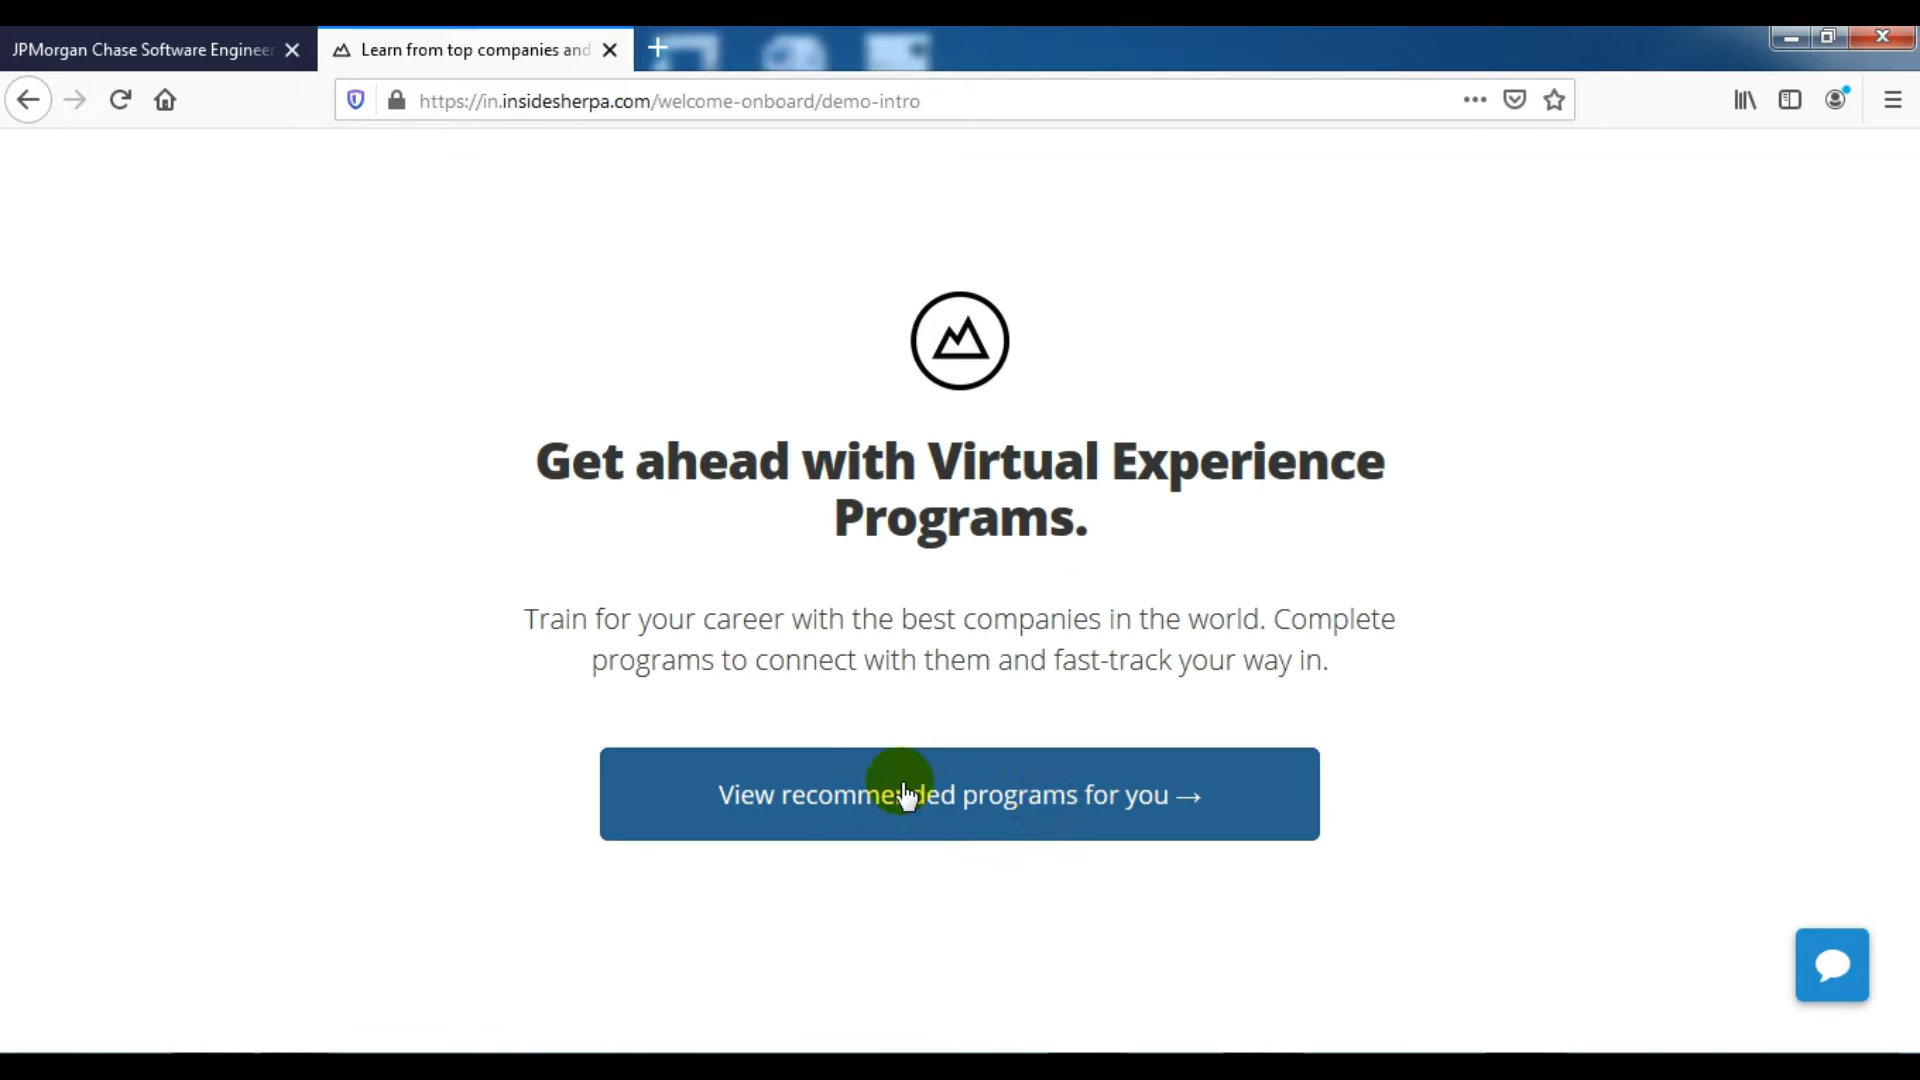 JPMorgan Chase Software Engineer
Learn from top companies and
https://in.insidesherpa.com/welcome-onboard/demo-intro
Get ahead with Virtual Experience
Programs.
Train for your career with the best companies in the world. Complete
programs to connect with them and fast-track your way in.
View recommended programs for you →